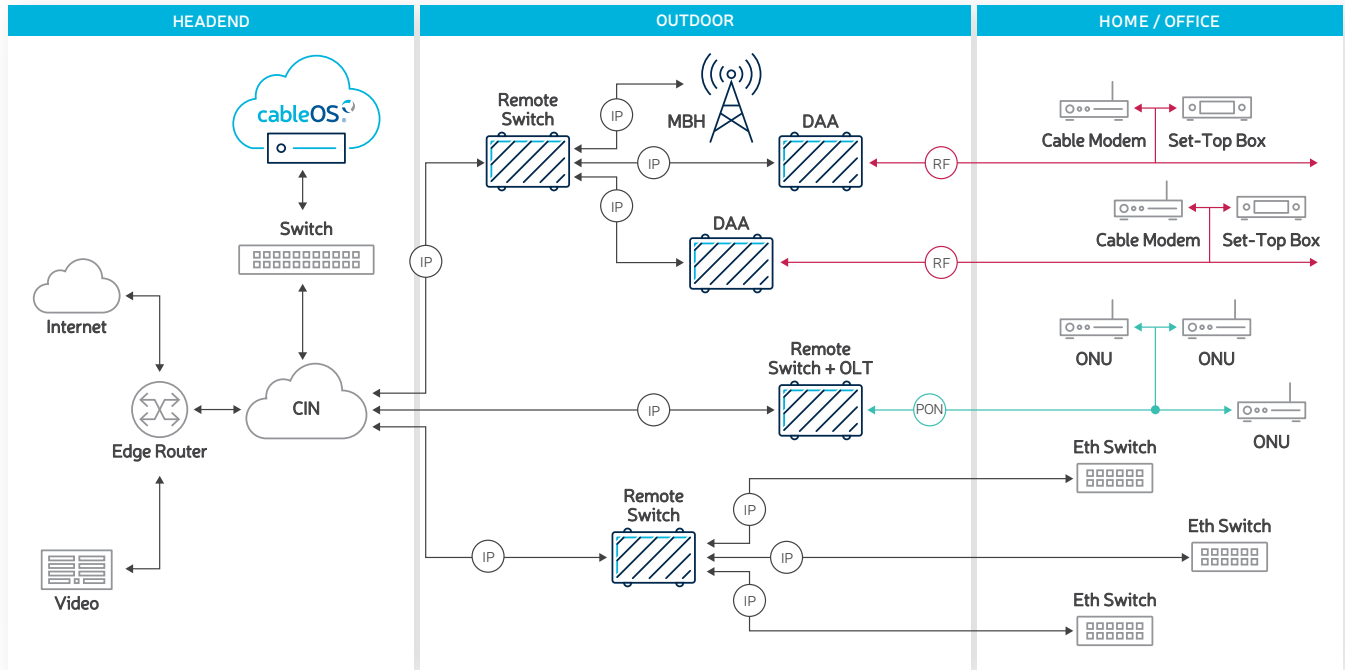 HEADEND
OUTDOOR
HOME / OFFICE
cableOS
Switch
Internet
CIN
Edge Router
Video
IP
Remote
Switch
IP
MBH
IP
DAA
IP
DAA
RF
RF
Cable Modem
Set-Top Box
Cable Modem
Set-Top Box
IP
Remote
Switch + OLT
PON
ONU
ONU
ONU
IP
Remote
Switch
IP
IP
IP
Eth Switch
Eth Switch
Eth Switch